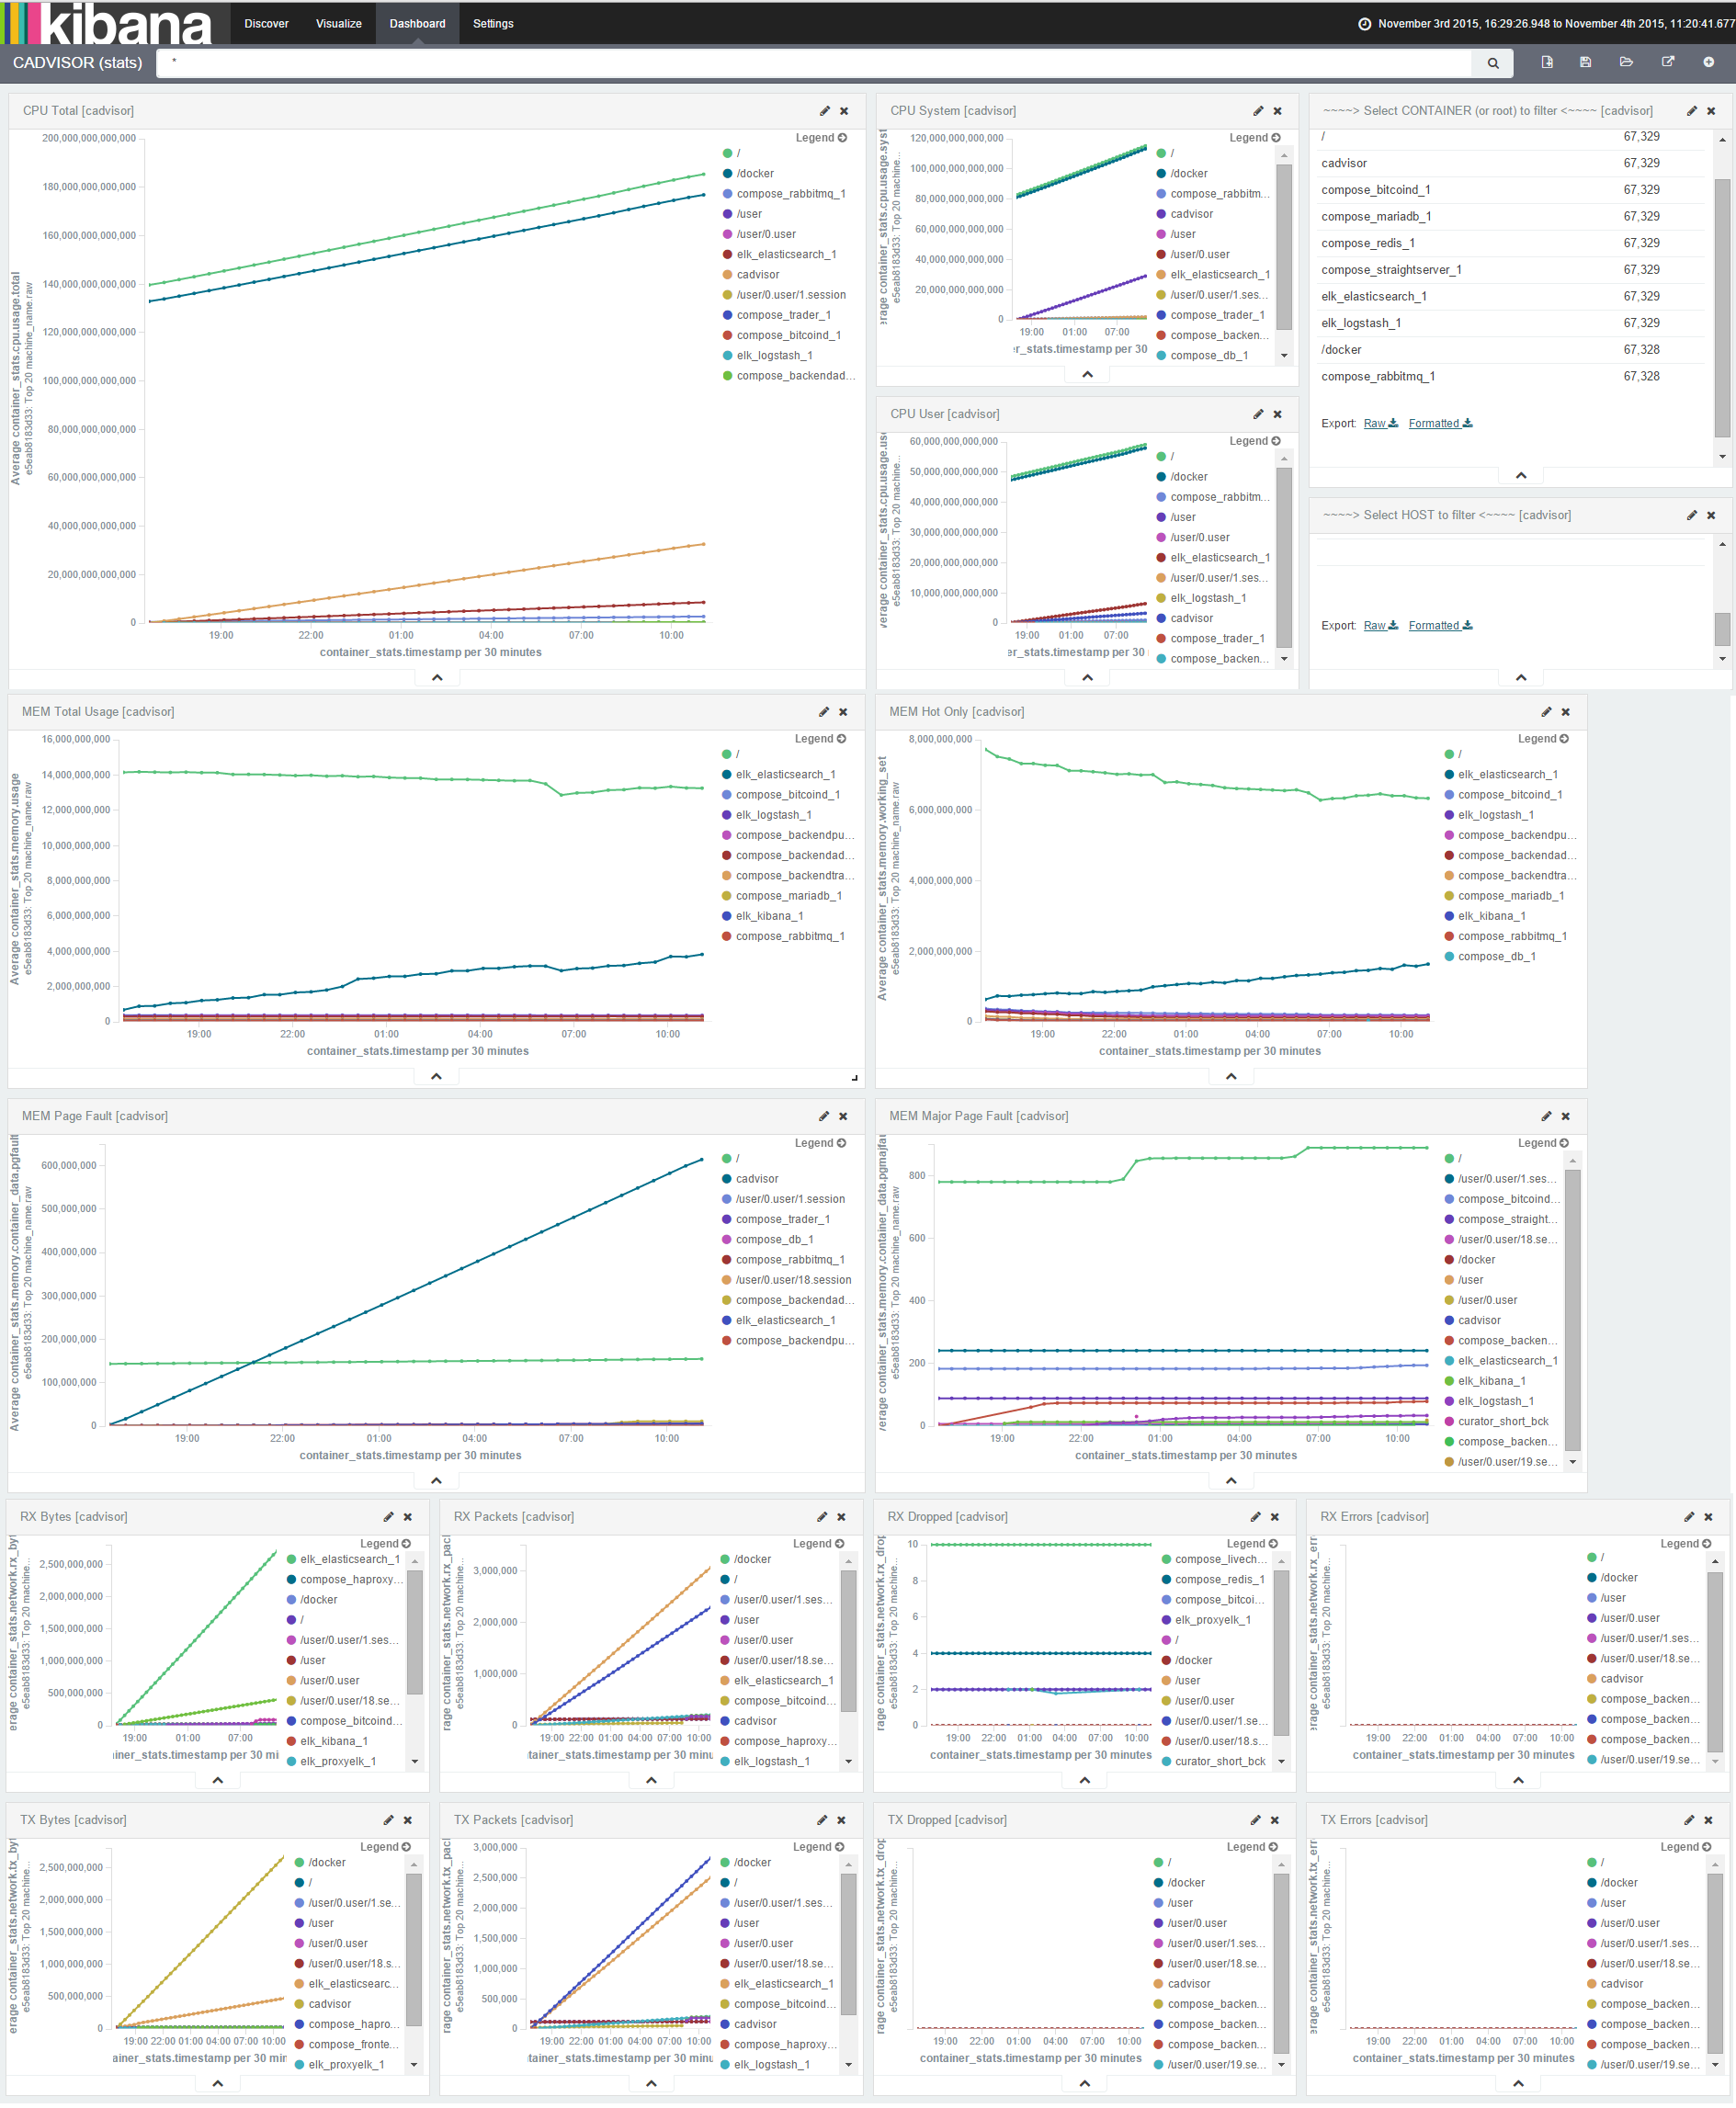 kibana
Discover
Visualize
Dashboard
Settings
November 3rd 2015, 16:29:26.948 to November 4th 2015, 11:20:41.677
CADVISOR (stats)
*
CPU Total [cadvisor]
Average container_stats.cpu.usage.total
e5eab8183d33: Top 20 machine_name.raw
200,000,000,000,000
180,000,000,000,000
160,000,000,000,000
140,000,000,000,000
120,000,000,000,000
100,000,000,000,000
80,000,000,000,000
60,000,000,000,000
40,000,000,000,000
20,000,000,000,000
0
19:00 22:00 01:00 04:00 07:00 10:00
container_stats.timestamp per 30 minutes
Legend
/
/docker
compose_rabbitmq_1
/user
/user/0.user
elk_elasticsearch_1
cadvisor
/user/0.user/1.session
compose_trader_1
compose_bitcoind_1
elk_logstash_1
compose_backendad...
CPU System [cadvisor]
erage container_stats.cpu.usage.syst
e5eab8183d33: Top 20 machine...
120,000,000,000,000
100,000,000,000,000
80,000,000,000,000
60,000,000,000,000
40,000,000,000,000
20,000,000,000,000
0
19:00 01:00 07:00
er_stats.timestamp per 30
Legend
/
/docker
compose_rabbitm...
cadvisor
/user
/user/0.user
elk_elasticsearch_1
/user/0.user/1.ses...
compose_trader_1
compose_backen...
compose_db_1
~~~~> Select CONTAINER (or root) to filter <~~~~ [cadvisor]
/ 67,329
cadvisor 67,329
compose_bitcoind_1 67,329
compose_mariadb_1 67,329
compose_redis_1 67,329
compose_straightserver_1 67,329
elk_elasticsearch_1 67,329
elk_logstash_1 67,329
/docker 67,328
compose_rabbitmq_1 67,328
Export: Raw Formatted
CPU User [cadvisor]
verage container_stats.cpu.usage.us
e5eab8183d33: Top 20 machine...
60,000,000,000,000
50,000,000,000,000
40,000,000,000,000
30,000,000,000,000
20,000,000,000,000
10,000,000,000,000
0
19:00 01:00 07:00
er_stats.timestamp per 30
Legend
/
/docker
compose_rabbitm...
/user
/user/0.user
elk_elasticsearch_1
/user/0.user/1.ses...
elk_logstash_1
cadvisor
compose_trader_1
compose_backen...
~~~~> Select HOST to filter <~~~~ [cadvisor]
Export: Raw Formatted
MEM Total Usage [cadvisor]
Average container_stats.memory.usage
e5eab8183d33: Top 20 machine_name.raw
16,000,000,000
14,000,000,000
12,000,000,000
10,000,000,000
8,000,000,000
6,000,000,000
4,000,000,000
2,000,000,000
0
19:00 22:00 01:00 04:00 07:00 10:00
container_stats.timestamp per 30 minutes
Legend
/
elk_elasticsearch_1
compose_bitcoind_1
elk_logstash_1
compose_backendpu...
compose_backendad...
compose_backendtra...
compose_mariadb_1
elk_kibana_1
compose_rabbitmq_1
MEM Hot Only [cadvisor]
Average container_stats.memory.working_set
e5eab8183d33: Top 20 machine_name.raw
8,000,000,000
6,000,000,000
4,000,000,000
2,000,000,000
0
19:00 22:00 01:00 04:00 07:00 10:00
container_stats.timestamp per 30 minutes
Legend
/
elk_elasticsearch_1
compose_bitcoind_1
elk_logstash_1
compose_backendpu...
compose_backendad...
compose_backendtra...
compose_mariadb_1
elk_kibana_1
compose_rabbitmq_1
compose_db_1
MEM Page Fault [cadvisor]
Average container_stats.memory.container_data.pgfault
e5eab8183d33: Top 20 machine_name.raw
600,000,000
500,000,000
400,000,000
300,000,000
200,000,000
100,000,000
0
19:00 22:00 01:00 04:00 07:00 10:00
container_stats.timestamp per 30 minutes
Legend
/
cadvisor
/user/0.user/1.session
compose_trader_1
compose_db_1
compose_rabbitmq_1
/user/0.user/18.session
compose_backendad...
elk_elasticsearch_1
compose_backendpu...
MEM Major Page Fault [cadvisor]
erage container_stats.memory.container_data.pgmajfau
e5eab8183d33: Top 20 machine_name.raw
800
600
400
200
0
19:00 22:00 01:00 04:00 07:00 10:00
container_stats.timestamp per 30 minutes
Legend
/
/user/0.user/1.ses...
compose_bitcoind...
compose_straight...
/user/0.user/18.se...
/docker
/user
/user/0.user
cadvisor
compose_backen...
elk_elasticsearch_1
elk_kibana_1
elk_logstash_1
curator_short_bck
compose_backen...
/user/0.user/19.se...
RX Bytes [cadvisor]
erage container_stats.network.rx_byt
e5eab8183d33: Top 20 machine...
2,500,000,000
2,000,000,000
1,500,000,000
1,000,000,000
500,000,000
0
19:00 01:00 07:00
ainer_stats.timestamp per 30 mi
Legend
elk_elasticsearch_1
compose_haproxy...
/docker
/
/user/0.user/1.ses...
/user
/user/0.user
/user/0.user/18.se...
compose_bitcoind...
elk_kibana_1
elk_proxyelk_1
RX Packets [cadvisor]
rage container_stats.network.rx_pack
e5eab8183d33: Top 20 machine...
3,000,000
2,000,000
1,000,000
0
19:00 22:00 01:00 04:00 07:00 10:00
tainer_stats.timestamp per 30 minu
Legend
/docker
/
/user/0.user/1.ses...
/user
/user/0.user
/user/0.user/18.se...
elk_elasticsearch_1
compose_bitcoind...
cadvisor
compose_haproxy...
elk_logstash_1
RX Dropped [cadvisor]
rage container_stats.network.rx_drop
e5eab8183d33: Top 20 machine...
10
8
6
4
2
0
19:00 22:00 01:00 04:00 07:00 10:00
container_stats.timestamp per 30 minutes
Legend
compose_livech...
compose_redis_1
compose_bitcoi...
elk_proxyelk_1
/
/docker
/user
/user/0.user
/user/0.user/1.se...
/user/0.user/18.s...
curator_short_bck
RX Errors [cadvisor]
erage container_stats.network.rx_err
e5eab8183d33: Top 20 machine...
19:00 22:00 01:00 04:00 07:00 10:00
container_stats.timestamp per 30 minutes
Legend
/
/docker
/user
/user/0.user
/user/0.user/1.ses...
/user/0.user/18.se...
cadvisor
compose_backen...
compose_backen...
compose_backen...
/user/0.user/19.se...
TX Bytes [cadvisor]
erage container_stats.network.tx_byt
e5eab8183d33: Top 20 machine...
2,500,000,000
2,000,000,000
1,500,000,000
1,000,000,000
500,000,000
0
19:00 22:00 01:00 04:00 07:00 10:00
ainer_stats.timestamp per 30 min
Legend
/docker
/
/user/0.user/1.se...
/user
/user/0.user
/user/0.user/18.s...
elk_elasticsearc...
cadvisor
compose_hapro...
compose_fronte...
elk_proxyelk_1
TX Packets [cadvisor]
rage container_stats.network.tx_pack
e5eab8183d33: Top 20 machine...
3,000,000
2,500,000
2,000,000
1,500,000
1,000,000
500,000
0
19:00 22:00 01:00 04:00 07:00 10:00
tainer_stats.timestamp per 30 minu
Legend
/docker
/
/user/0.user/1.ses...
/user
/user/0.user
/user/0.user/18.se...
elk_elasticsearch_1
compose_bitcoind...
cadvisor
compose_haproxy...
elk_logstash_1
TX Dropped [cadvisor]
rage container_stats.network.tx_drop
e5eab8183d33: Top 20 machine...
19:00 22:00 01:00 04:00 07:00 10:00
container_stats.timestamp per 30 minutes
Legend
/
/docker
/user
/user/0.user
/user/0.user/1.ses...
/user/0.user/18.se...
cadvisor
compose_backen...
compose_backen...
compose_backen...
/user/0.user/19.se...
TX Errors [cadvisor]
erage container_stats.network.tx_err
e5eab8183d33: Top 20 machine...
19:00 22:00 01:00 04:00 07:00 10:00
container_stats.timestamp per 30 minutes
Legend
/
/docker
/user
/user/0.user
/user/0.user/1.ses...
/user/0.user/18.se...
cadvisor
compose_backen...
compose_backen...
compose_backen...
/user/0.user/19.se...